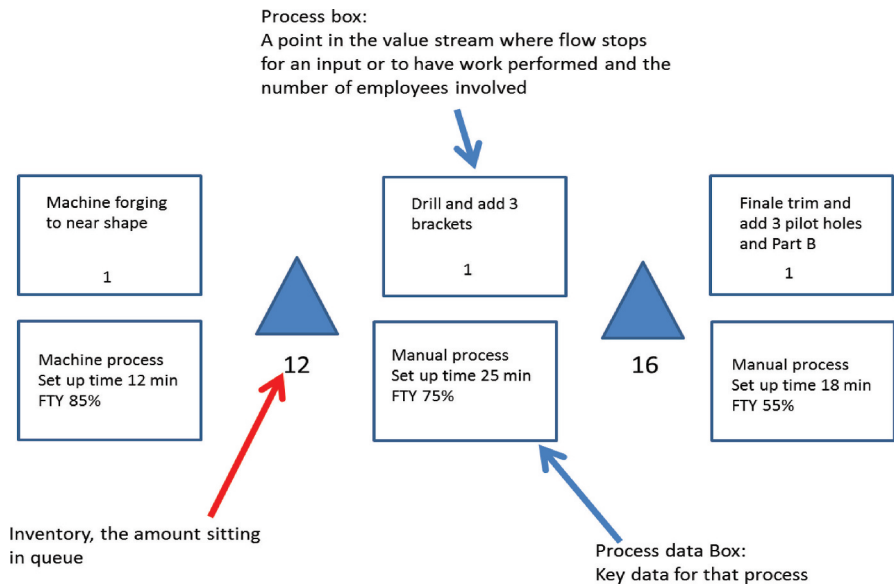 Process box:
A point in the value stream where flow stops
for an input or to have work performed and the
number of employees involved
Machine forging
to near shape
1
Drill and add 3
brackets
1
Finale trim and
add 3 pilot holes
and Part B
1
12
16
Machine process
Set up time 12 min
FTY 85%
Manual process
Set up time 25 min
FTY 75%
Manual process
Set up time 18 min
FTY 55%
Inventory, the amount sitting
in queue
Process data Box:
Key data for that process